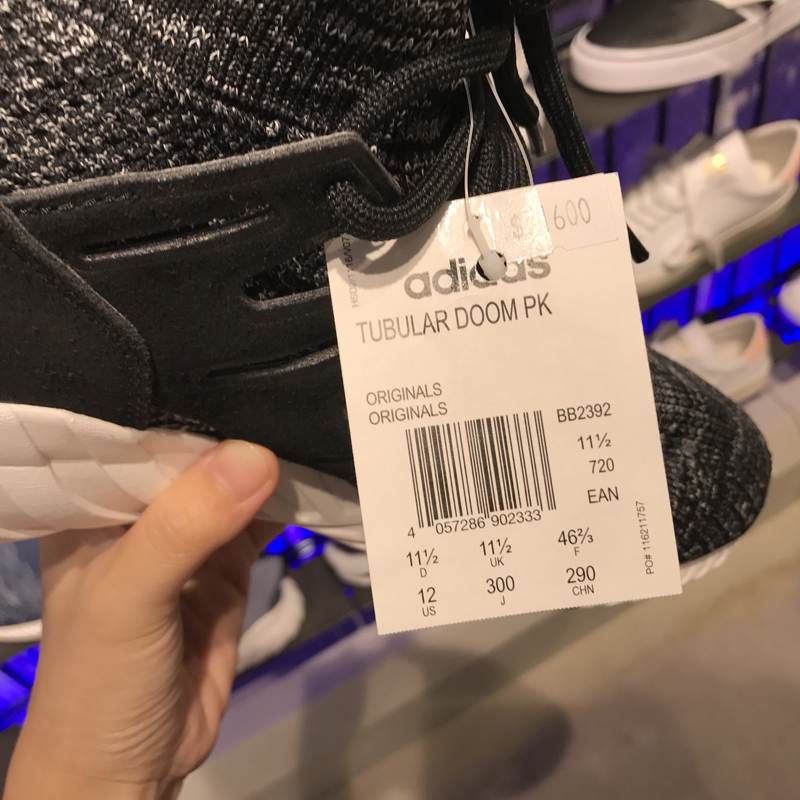 600
adidas
TUBULAR DOOM PK
ORIGINALS
ORIGINALS
BB2392
11½
720
EAN
4 057286 902333
11½ 11½ 46⅔
D UK F
12 300 290
US J CHN
PO# 116211757